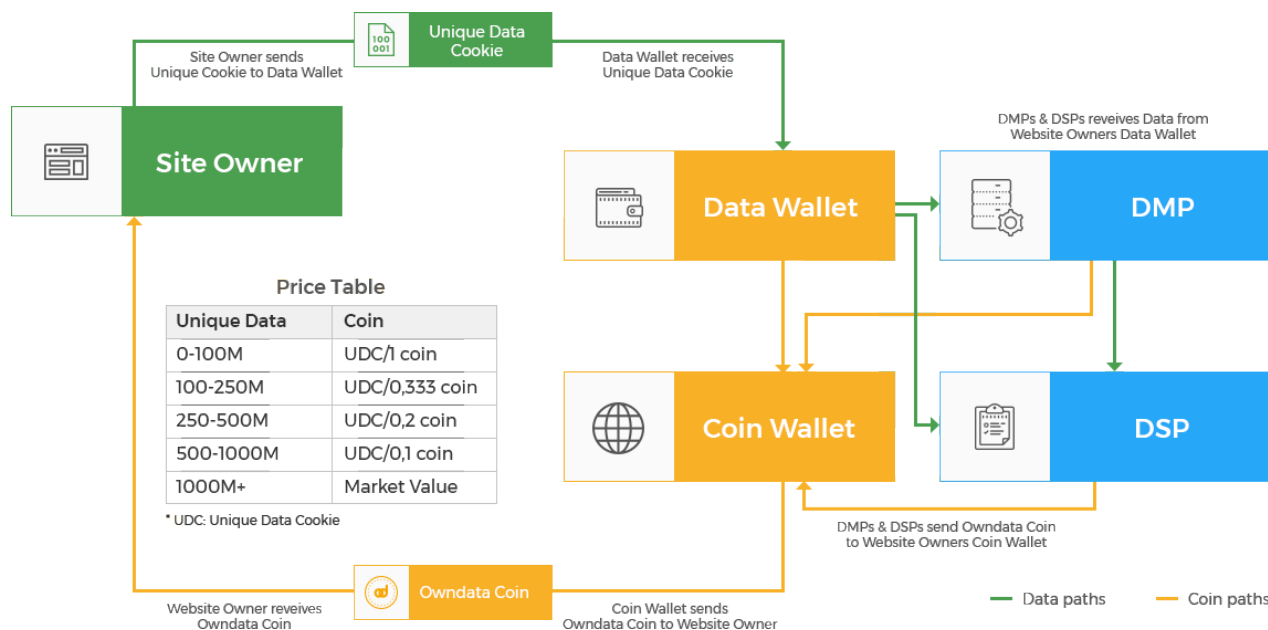 Unique Data
Cookie
100
001
Site Owner sends
Unique Cookie to Data Wallet
Data Wallet receives
Unique Data Cookie
Site Owner
DMPs & DSPs reveives Data from
Website Owners Data Wallet
Data Wallet
DMP
Price Table
Unique Data Coin
0-100M UDC/1 coin
100-250M UDC/0,333 coin
250-500M UDC/0,2 coin
500-1000M UDC/0,1 coin
1000M+ Market Value
* UDC: Unique Data Cookie
Coin Wallet
DSP
DMPs & DSPs send Owndata Coin
to Website Owners Coin Wallet
od
Owndata Coin
Website Owner reveives
Owndata Coin
Coin Wallet sends
Owndata Coin to Website Owner
Data paths
Coin paths